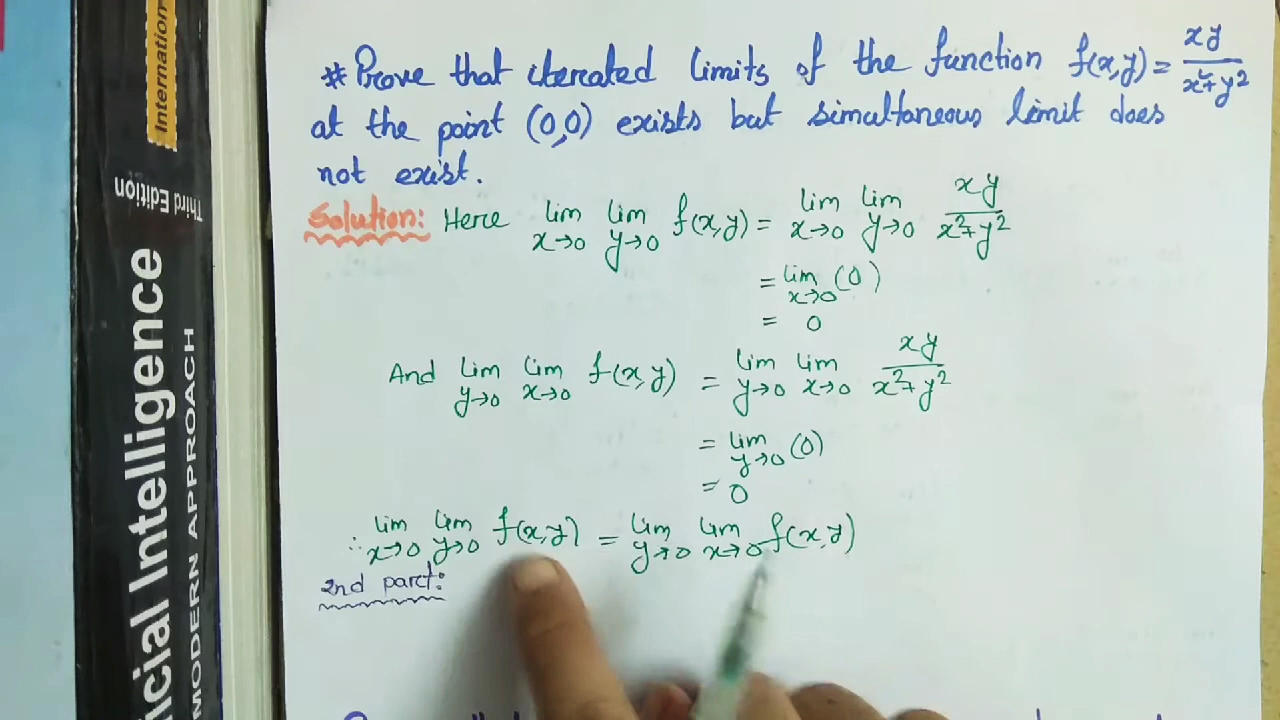 International
Third Edition
icial Intelligence
MODERN APPROACH
* Prove that iterated limits of the function f(x,y) = xy / x²+y²
at the point (0,0) exists but simultaneous limit does
not exist.
Solution: Here lim x→0 lim y→0 f(x,y) = lim x→0 lim y→0 xy / x²+y²
= lim x→0 (0)
= 0
And lim y→0 lim x→0 f(x,y) = lim y→0 lim x→0 xy / x²+y²
= lim y→0 (0)
= 0
∴ lim x→0 lim y→0 f(x,y) = lim y→0 lim x→0 f(x,y)
2nd part: